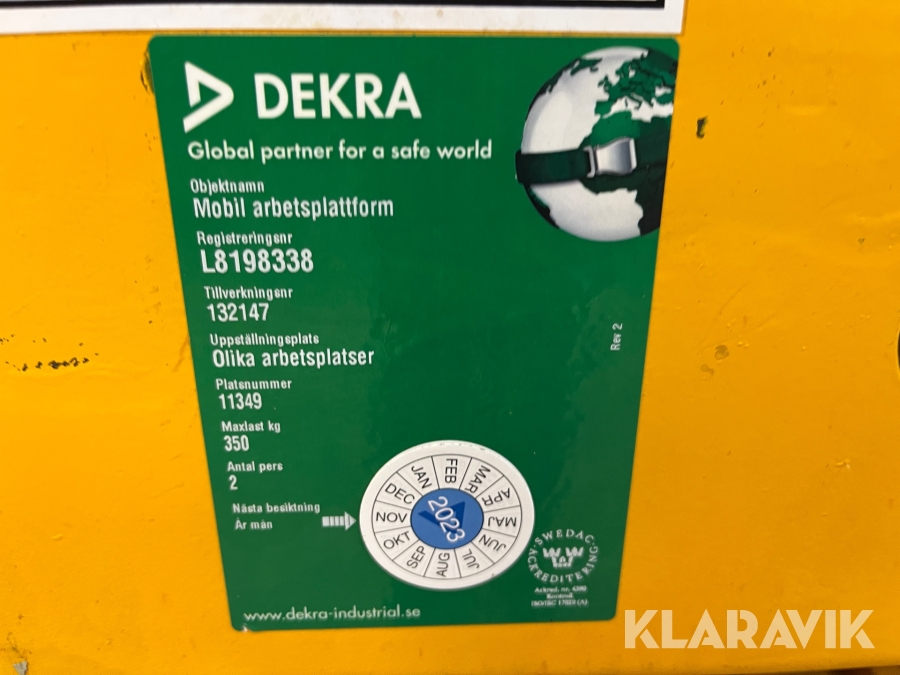 DEKRA
Global partner for a safe world
Objektnamn
Mobil arbetsplattform
Registreringsnr
L8198338
Tillverkningsnr
132147
Uppställningsplats
Olika arbetsplatser
Platsnummer
11349
Maxlast kg
350
Antal pers
2
Nästa besiktning
År mån
JAN FEB MAR APR MAJ JUN JUL AUG SEP OKT NOV DEC
2023
Rev 2
SWEDAC
ACKREDITERING
www.dekra-industrial.se
KLARAVIK